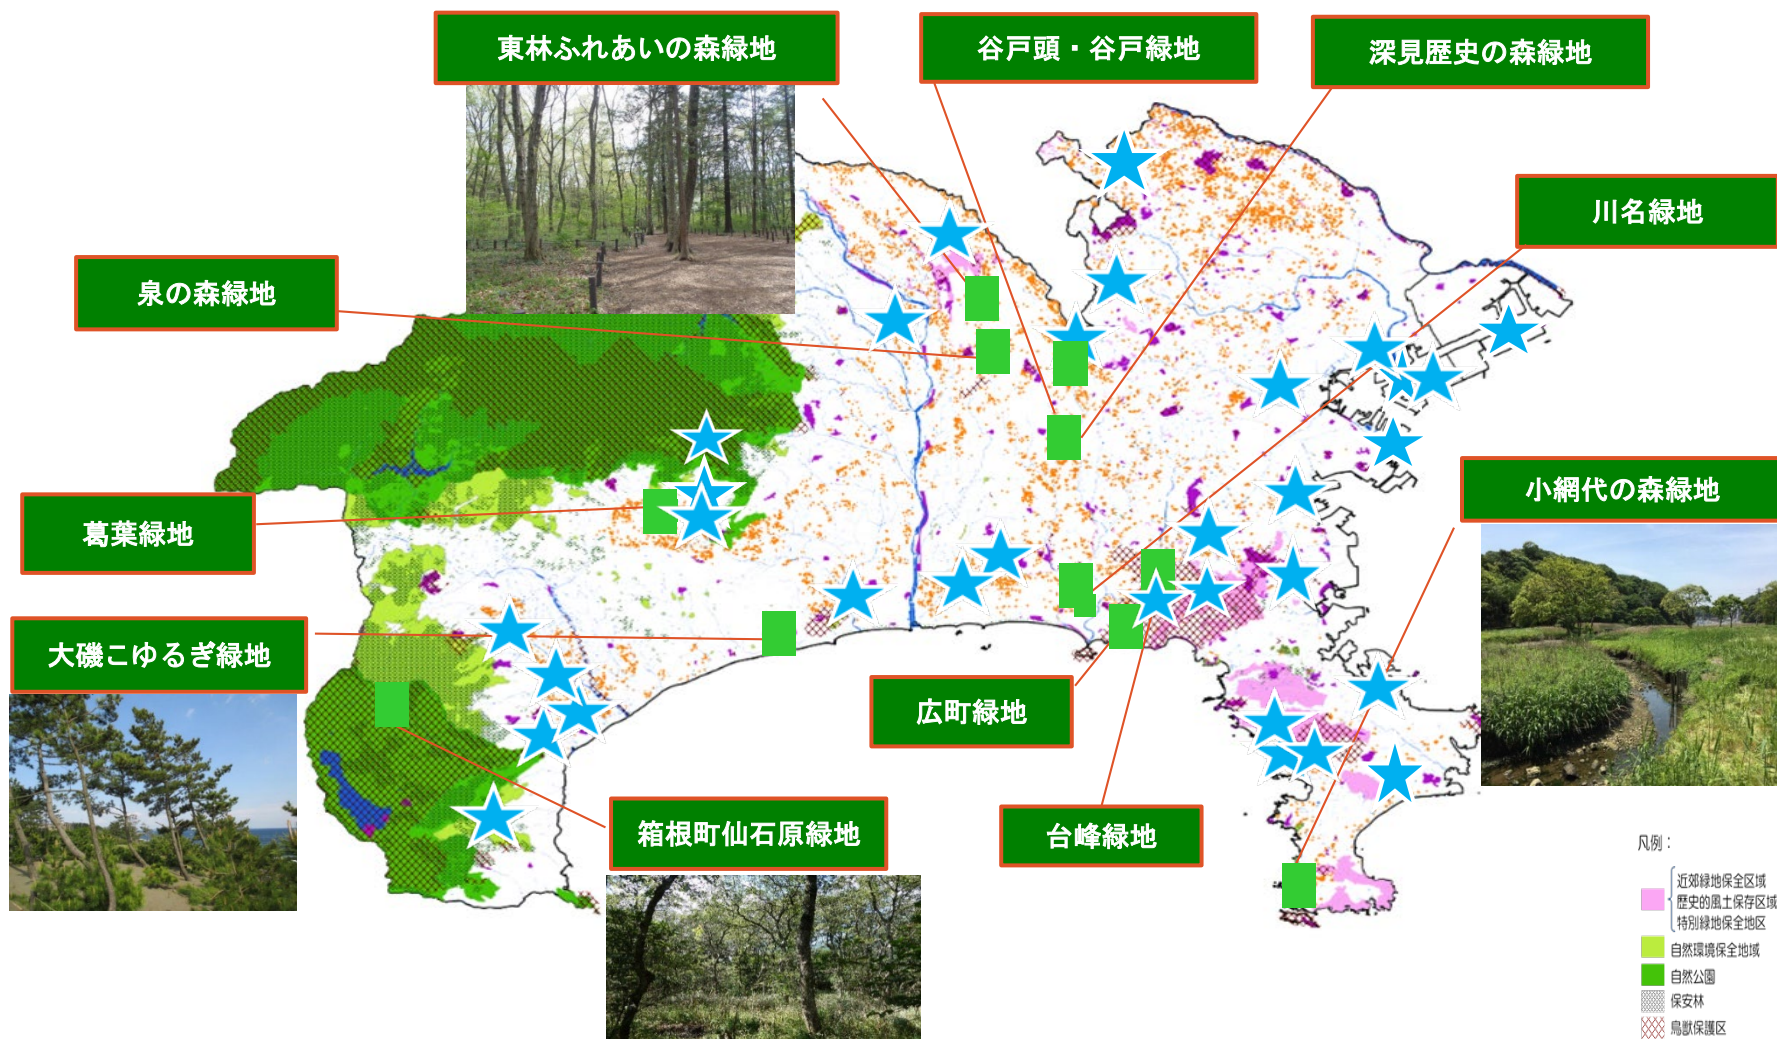 東林ふれあいの森緑地
谷戸頭・谷戸緑地
深見歴史の森緑地
川名緑地
泉の森緑地
小網代の森緑地
葛葉緑地
大磯こゆるぎ緑地
広町緑地
箱根町仙石原緑地
台峰緑地
凡例：
近郊緑地保全区域
歴史的風土保存区域
特別緑地保全地区
自然環境保全地域
自然公園
保安林
鳥獣保護区